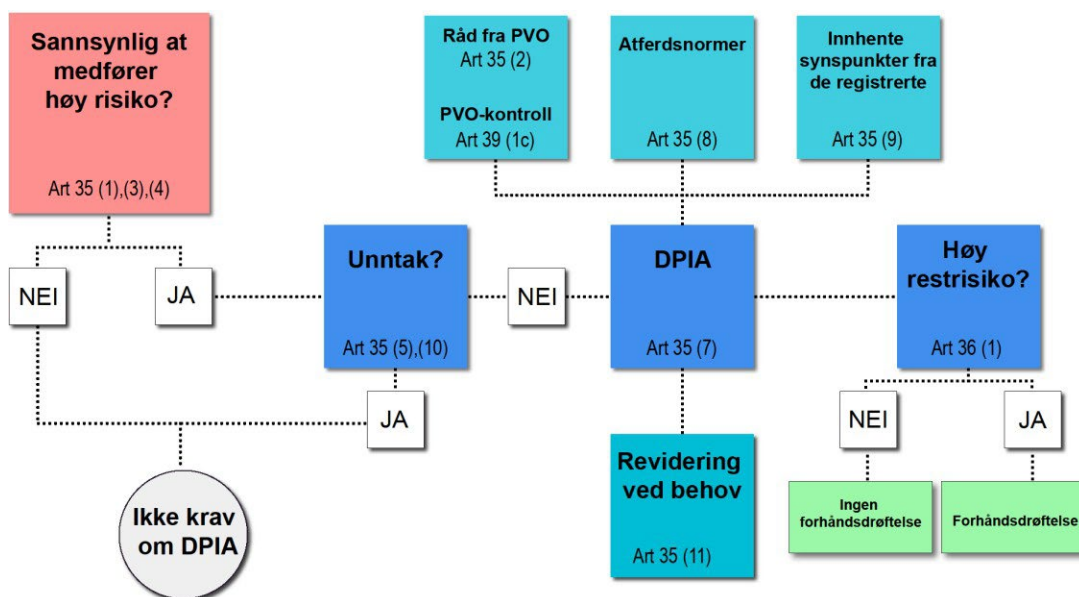 Sannsynlig at
medfører
høy risiko?
Art 35 (1),(3),(4)
Råd fra PVO
Art 35 (2)
PVO-kontroll
Art 39 (1c)
Atferdsnormer
Art 35 (8)
Innhente
synspunkter fra
de registrerte
Art 35 (9)
NEI
JA
Unntak?
Art 35 (5),(10)
NEI
DPIA
Art 35 (7)
Høy
restrisiko?
Art 36 (1)
JA
NEI
JA
Ikke krav
om DPIA
Revidering
ved behov
Art 35 (11)
Ingen
forhåndsdrøftelse
Forhåndsdrøftelse